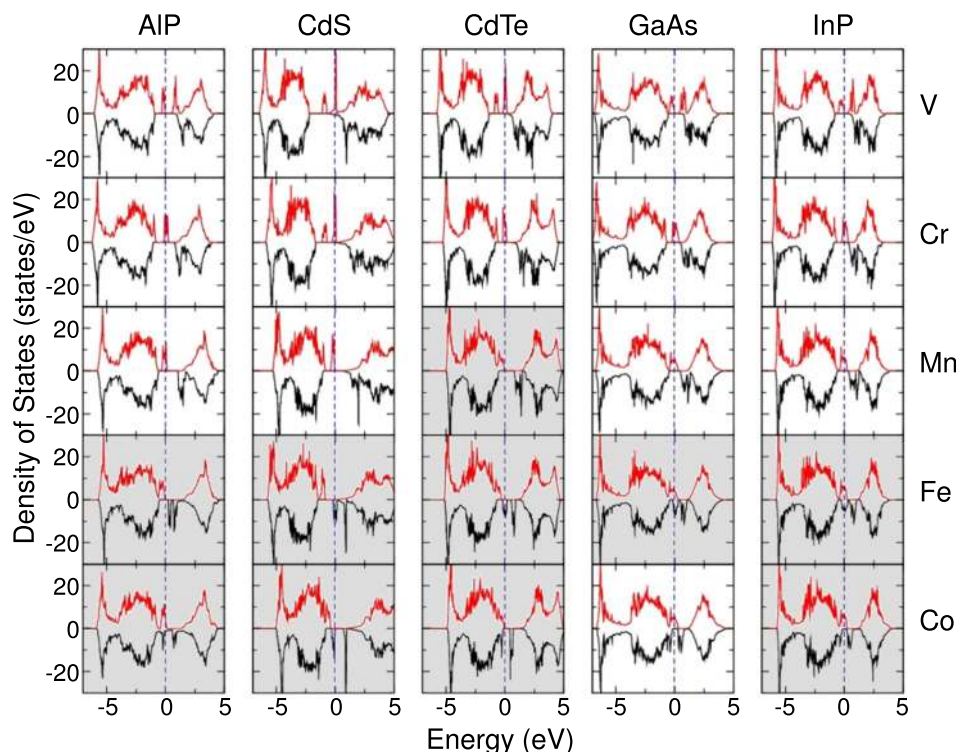 AlP CdS CdTe GaAs InP
Density of States (states/eV)
20
0
-20
V
20
0
-20
Cr
20
0
-20
Mn
20
0
-20
Fe
20
0
-20
Co
-5 0 5 -5 0 5 -5 0 5 -5 0 5 -5 0 5
Energy (eV)